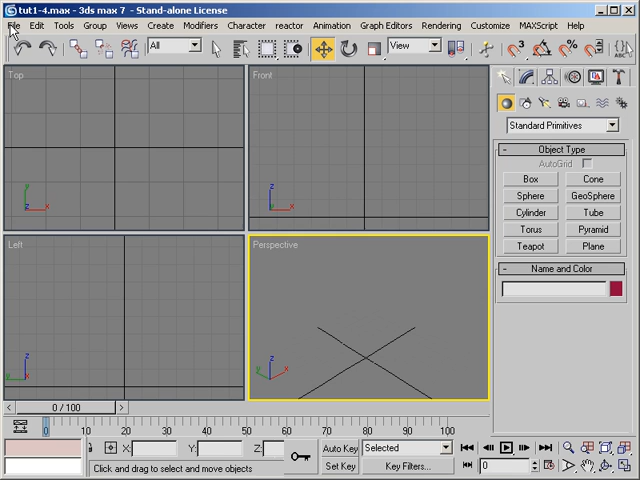 tut1-4.max - 3ds max 7 - Stand-alone License
File Edit Tools Group Views Create Modifiers Character reactor Animation Graph Editors Rendering Customize MAXScript Help
All View
Top Front
Standard Primitives
Object Type
AutoGrid
Box Cone
Sphere GeoSphere
Cylinder Tube
Torus Pyramid
Teapot Plane
Left Perspective
Name and Color
z
y
x
0 / 100
0 10 20 30 40 50 60 70 80 90 100
X: Y: Z: Auto Key Selected
Click and drag to select and move objects Set Key Key Filters... 0